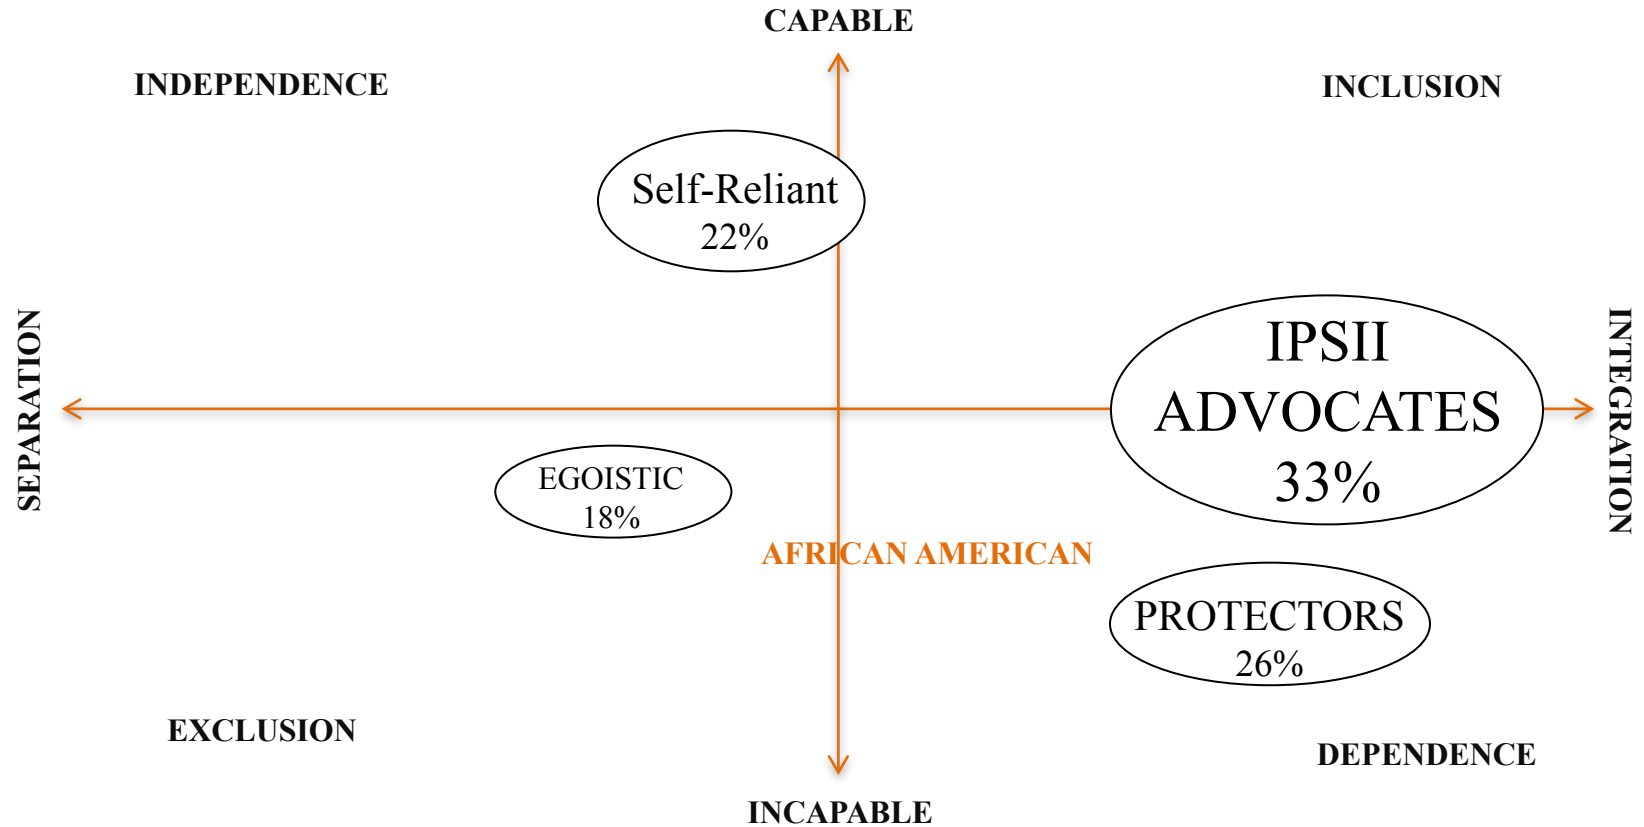 CAPABLE
INDEPENDENCE
INCLUSION
Self-Reliant
22%
SEPARATION
IPSII
ADVOCATES
33%
INTEGRATION
EGOISTIC
18%
AFRICAN AMERICAN
PROTECTORS
26%
EXCLUSION
DEPENDENCE
INCAPABLE